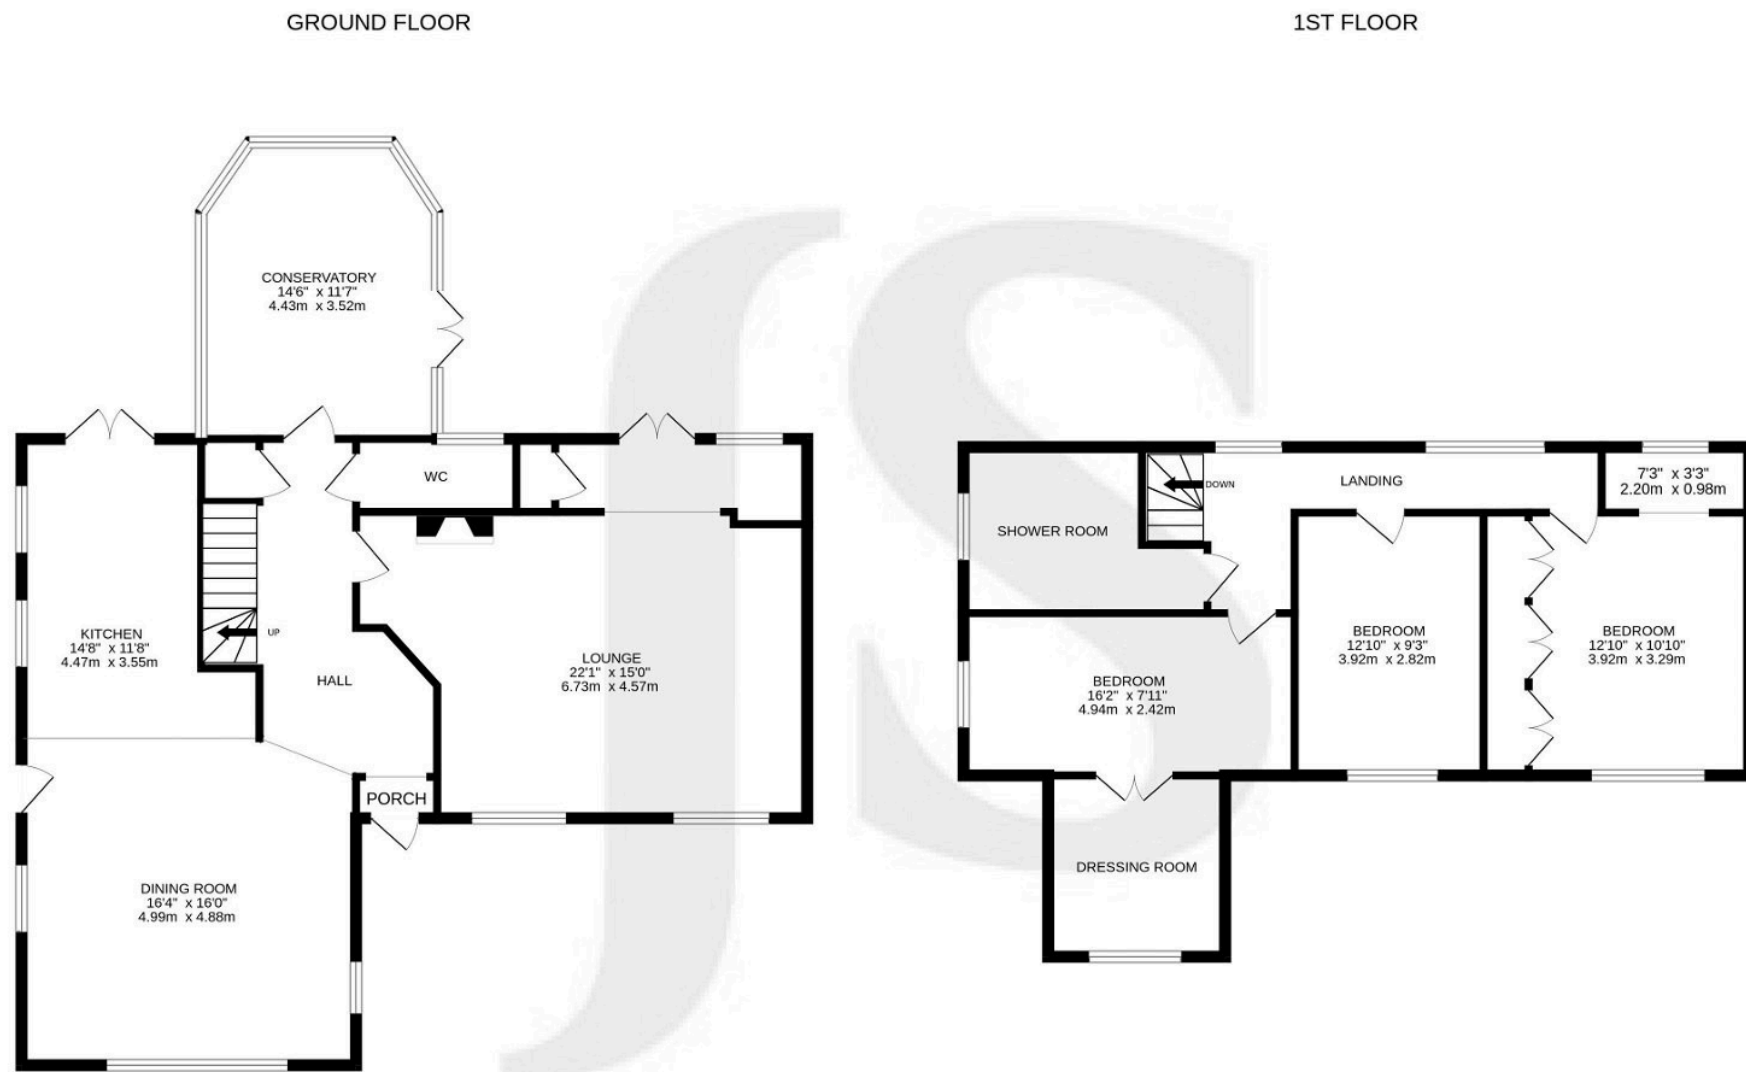 GROUND FLOOR
1ST FLOOR
CONSERVATORY
14'6" x 11'7"
4.43m x 3.52m
WC
KITCHEN
14'8" x 11'8"
4.47m x 3.55m
UP
HALL
LOUNGE
22'1" x 15'0"
6.73m x 4.57m
PORCH
DINING ROOM
16'4" x 16'0"
4.99m x 4.88m
DOWN
LANDING
7'3" x 3'3"
2.20m x 0.98m
SHOWER ROOM
BEDROOM
16'2" x 7'11"
4.94m x 2.42m
BEDROOM
12'10" x 9'3"
3.92m x 2.82m
BEDROOM
12'10" x 10'10"
3.92m x 3.29m
DRESSING ROOM
JS